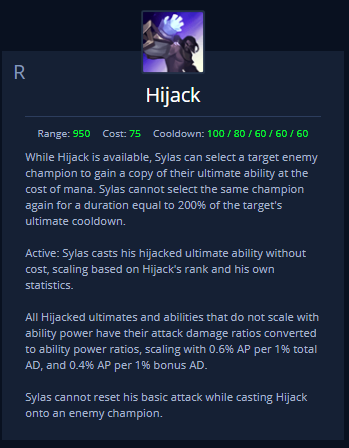 R
Hijack
Range: 950 Cost: 75 Cooldown: 100 / 80 / 60 / 60 / 60
While Hijack is available, Sylas can select a target enemy
champion to gain a copy of their ultimate ability at the
cost of mana. Sylas cannot select the same champion
again for a duration equal to 200% of the target's
ultimate cooldown.
Active: Sylas casts his hijacked ultimate ability without
cost, scaling based on Hijack's rank and his own
statistics.
All Hijacked ultimates and abilities that do not scale with
ability power have their attack damage ratios converted
to ability power ratios, scaling with 0.6% AP per 1% total
AD, and 0.4% AP per 1% bonus AD.
Sylas cannot reset his basic attack while casting Hijack
onto an enemy champion.